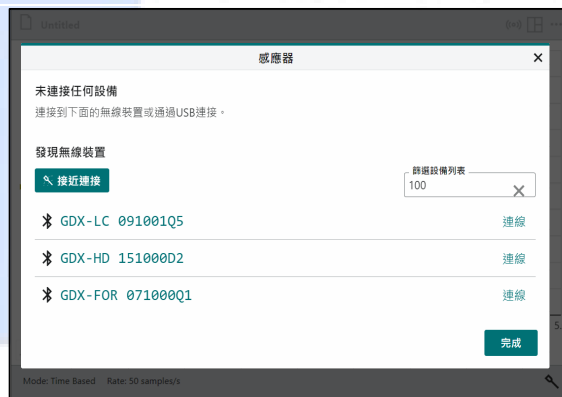 Untitled
感應器
未連接任何設備
連接到下面的無線裝置或通過USB連接。
發現無線裝置
接近連接
篩選設備列表
100
GDX-LC 091001Q5
連線
GDX-HD 151000D2
連線
GDX-FOR 071000Q1
連線
完成
5.
Mode: Time Based Rate: 50 samples/s